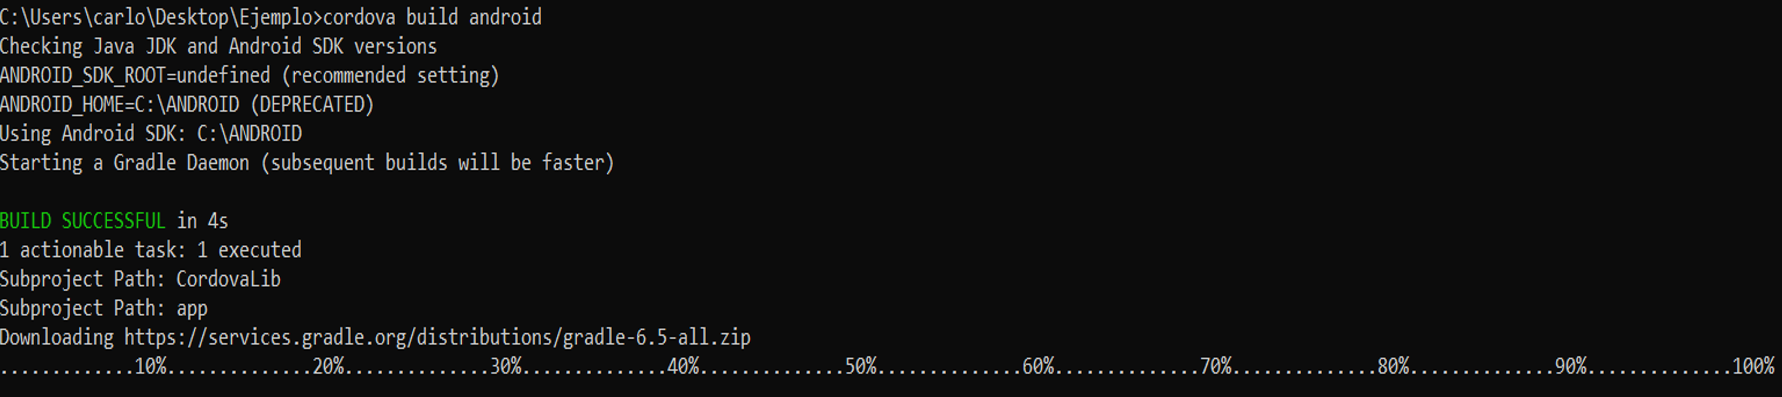 C:\Users\carlo\Desktop\Ejemplo>cordova build android
Checking Java JDK and Android SDK versions
ANDROID_SDK_ROOT=undefined (recommended setting)
ANDROID_HOME=C:\ANDROID (DEPRECATED)
Using Android SDK: C:\ANDROID
Starting a Gradle Daemon (subsequent builds will be faster)
BUILD SUCCESSFUL in 4s
1 actionable task: 1 executed
Subproject Path: CordovaLib
Subproject Path: app
Downloading https://services.gradle.org/distributions/gradle-6.5-all.zip
.............10%..............20%..............30%..............40%..............50%..............60%..............70%..............80%..............90%..............100%